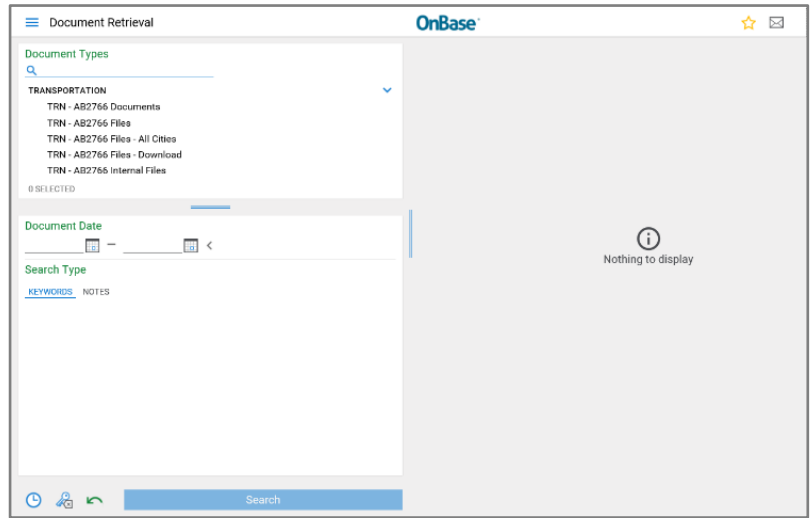 Document Retrieval
OnBase
Document Types
TRANSPORTATION
TRN - AB2766 Documents
TRN - AB2766 Files
TRN - AB2766 Files - All Cities
TRN - AB2766 Files - Download
TRN - AB2766 Internal Files
0 SELECTED
Document Date
–
Search Type
KEYWORDS NOTES
Search
Nothing to display